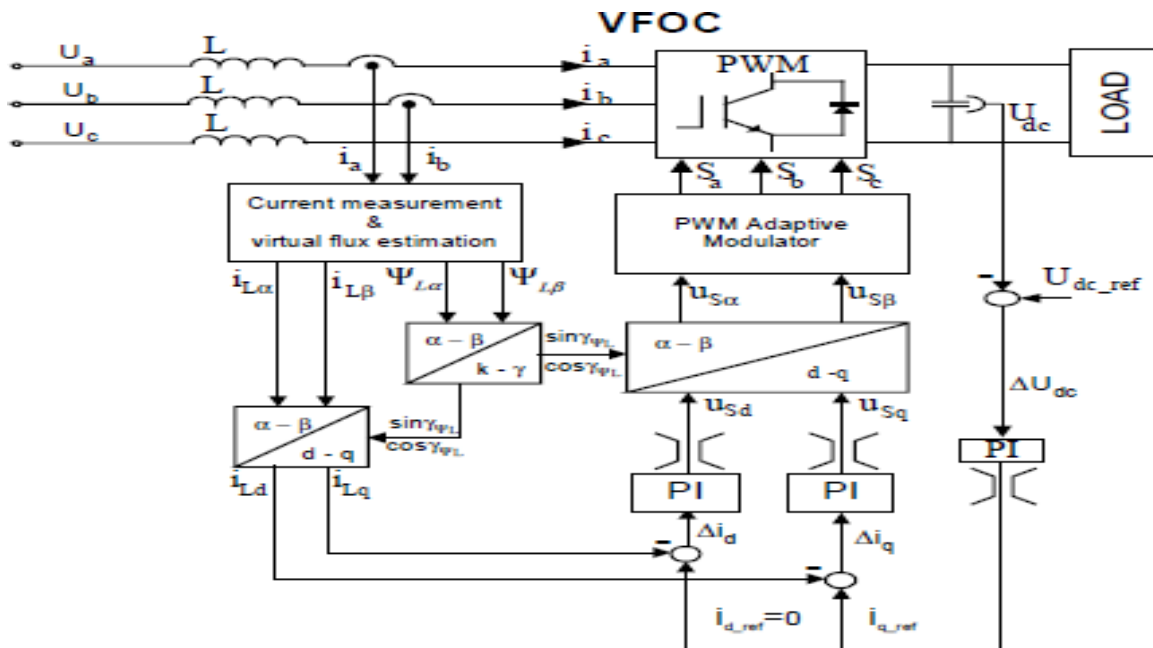 VFOC
U_a
L
i_a
PWM
U_b
L
i_b
U_c
L
i_c
U_dc
LOAD
i_a
i_b
S_a
S_b
S_c
Current measurement
&
virtual flux estimation
PWM Adaptive
Modulator
i_Lα
i_Lβ
Ψ_Lα
Ψ_Lβ
u_Sα
u_Sβ
-
U_dc_ref
α – β
k - γ
sinγ_ΨL
cosγ_ΨL
α – β
d -q
ΔU_dc
α – β
d - q
sinγ_ΨL
cosγ_ΨL
u_Sd
u_Sq
PI
i_Ld
i_Lq
PI
PI
Δi_d
Δi_q
-
-
i_d_ref=0
i_q_ref